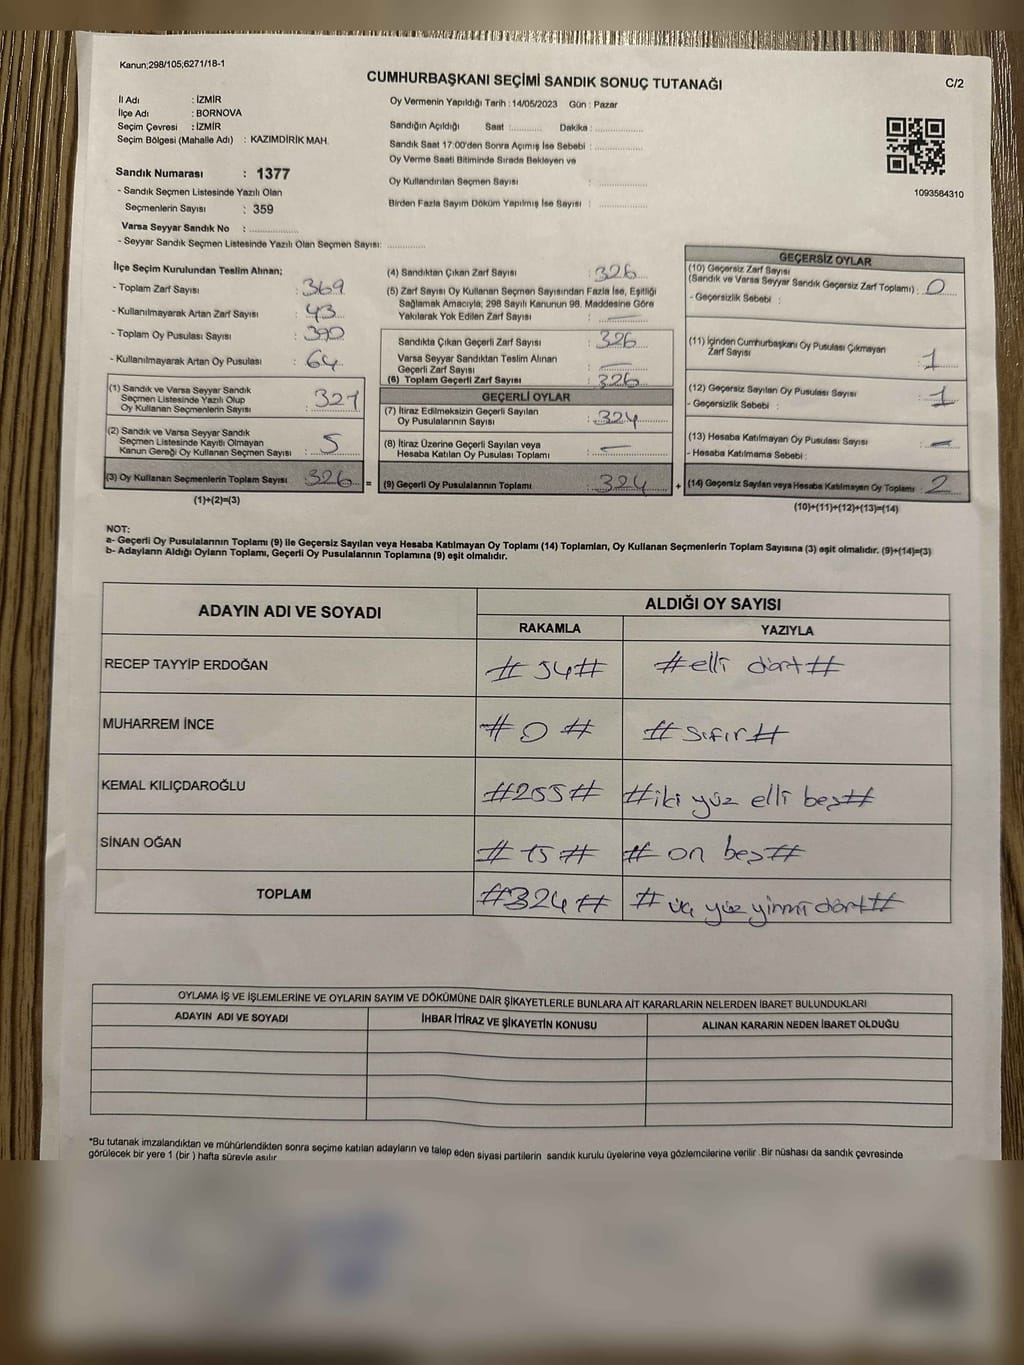 Kanun;298/105;6271/18-1
CUMHURBAŞKANI SEÇİMİ SANDIK SONUÇ TUTANAĞI
C/2
İl Adı : İZMİR
İlçe Adı : BORNOVA
Seçim Çevresi : İZMİR
Seçim Bölgesi (Mahalle Adı) : KAZIMDİRİK MAH.
Sandık Numarası : 1377
- Sandık Seçmen Listesinde Yazılı Olan
Seçmenlerin Sayısı : 359
Varsa Seyyar Sandık No : ...............
- Seyyar Sandık Seçmen Listesinde Yazılı Olan Seçmen Sayısı: ............
Oy Vermenin Yapıldığı Tarih : 14/05/2023 Gün : Pazar
Sandığın Açıldığı Saat :.......... Dakika : ...............
Sandık Saat 17:00'den Sonra Açımış İse Sebebi : ...............
Oy Verme Saati Bitiminde Sırada Bekleyen ve
Oy Kullandırılan Seçmen Sayısı : ...............
Birden Fazla Sayım Döküm Yapılmış İse Sayısı : ...............
1093584310
İlçe Seçim Kurulundan Teslim Alınan;
- Toplam Zarf Sayısı : 369
- Kullanılmayarak Artan Zarf Sayısı : 43
- Toplam Oy Pusulası Sayısı : 390
- Kullanılmayarak Artan Oy Pusulası : 64
(1) Sandık ve Varsa Seyyar Sandık
Seçmen Listesinde Yazılı Olup
Oy Kullanan Seçmenlerin Sayısı : 321
(2) Sandık ve Varsa Seyyar Sandık
Seçmen Listesinde Kayıtlı Olmayan
Kanun Gereği Oy Kullanan Seçmen Sayısı : 5
(3) Oy Kullanan Seçmenlerin Toplam Sayısı : 326 =
(1)+(2)=(3)
(4) Sandıktan Çıkan Zarf Sayısı : 326
(5) Zarf Sayısı Oy Kullanan Seçmen Sayısından Fazla İse, Eşitliği
Sağlamak Amacıyla; 298 Sayılı Kanunun 98. Maddesine Göre
Yakılarak Yok Edilen Zarf Sayısı : —
Sandıkta Çıkan Geçerli Zarf Sayısı : 326
Varsa Seyyar Sandıktan Teslim Alınan
Geçerli Zarf Sayısı : —
(6) Toplam Geçerli Zarf Sayısı : 326
GEÇERLİ OYLAR
(7) İtiraz Edilmeksizin Geçerli Sayılan
Oy Pusulalarının Sayısı : 324
(8) İtiraz Üzerine Geçerli Sayılan veya
Hesaba Katılan Oy Pusulası Toplamı : —
(9) Geçerli Oy Pusulalarının Toplamı : 324 +
GEÇERSİZ OYLAR
(10) Geçersiz Zarf Sayısı
(Sandık ve Varsa Seyyar Sandık Geçersiz Zarf Toplamı) : 0
- Geçersizlik Sebebi :
(11) İçinden Cumhurbaşkanı Oy Pusulası Çıkmayan
Zarf Sayısı : 1
(12) Geçersiz Sayılan Oy Pusulası Sayısı : 1
- Geçersizlik Sebebi :
(13) Hesaba Katılmayan Oy Pusulası Sayısı : —
- Hesaba Katılmama Sebebi :
(14) Geçersiz Sayılan veya Hesaba Katılmayan Oy Toplamı : 2
(10)+(11)+(12)+(13)=(14)
NOT:
a- Geçerli Oy Pusulalarının Toplamı (9) ile Geçersiz Sayılan veya Hesaba Katılmayan Oy Toplamı (14) Toplamları, Oy Kullanan Seçmenlerin Toplam Sayısına (3) eşit olmalıdır. (9)+(14)=(3)
b- Adayların Aldığı Oyların Toplamı, Geçerli Oy Pusulalarının Toplamına (9) eşit olmalıdır.
ADAYIN ADI VE SOYADI ALDIĞI OY SAYISI
RAKAMLA YAZIYLA
RECEP TAYYİP ERDOĞAN #54# #elli dört#
MUHARREM İNCE #0# #sıfır#
KEMAL KILIÇDAROĞLU #255# #iki yüz elli beş#
SİNAN OĞAN #15# #on beş#
TOPLAM #324# #üç yüz yirmi dört#
OYLAMA İŞ VE İŞLEMLERİNE VE OYLARIN SAYIM VE DÖKÜMÜNE DAİR ŞİKAYETLERLE BUNLARA AİT KARARLARIN NELERDEN İBARET BULUNDUKLARI
ADAYIN ADI VE SOYADI İHBAR İTİRAZ VE ŞİKAYETİN KONUSU ALINAN KARARIN NEDEN İBARET OLDUĞU
*Bu tutanak imzalandıktan ve mühürlendikten sonra seçime katılan adayların ve talep eden siyasi partilerin sandık kurulu üyelerine veya gözlemcilerine verilir .Bir nüshası da sandık çevresinde
görülecek bir yere 1 (bir ) hafta süreyle asılır